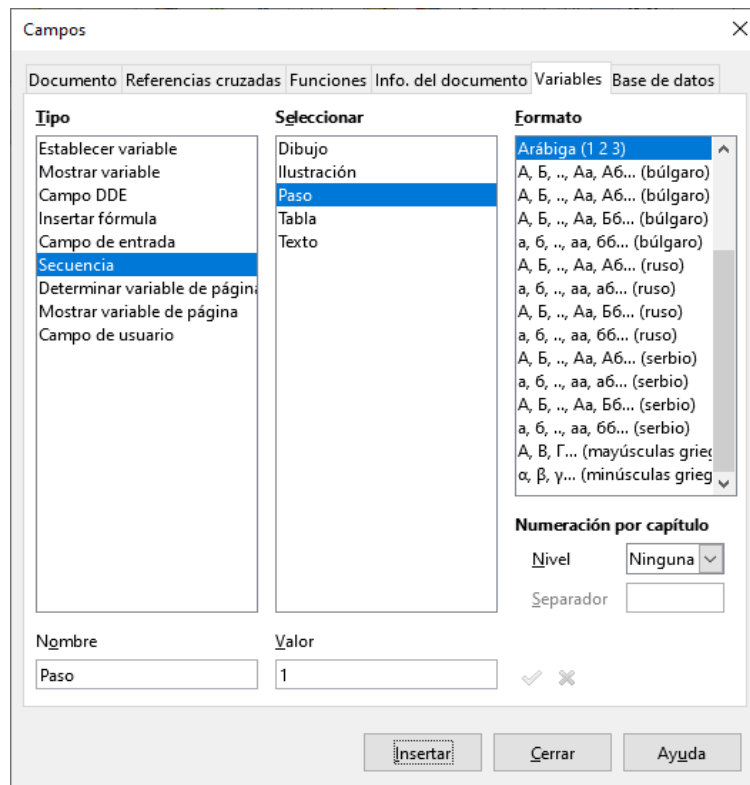 Campos
Documento Referencias cruzadas Funciones Info. del documento Variables Base de datos
Tipo
Establecer variable
Mostrar variable
Campo DDE
Insertar fórmula
Campo de entrada
Secuencia
Determinar variable de página
Mostrar variable de página
Campo de usuario
Seleccionar
Dibujo
Ilustración
Paso
Tabla
Texto
Formato
Arábiga (1 2 3)
А, Б, .., Аа, Аб... (búlgaro)
А, Б, .., Аа, Аб... (búlgaro)
А, Б, .., Аа, Бб... (búlgaro)
а, б, .., аа, бб... (búlgaro)
А, Б, .., Аа, Аб... (ruso)
а, б, .., аа, аб... (ruso)
А, Б, .., Аа, Бб... (ruso)
а, б, .., аа, бб... (ruso)
А, Б, .., Аа, Аб... (serbio)
а, б, .., аа, аб... (serbio)
А, Б, .., Аа, Бб... (serbio)
а, б, .., аа, бб... (serbio)
Α, Β, Γ... (mayúsculas grieg
α, β, γ... (minúsculas grieg
Numeración por capítulo
Nivel Ninguna
Separador
Nombre
Paso
Valor
1
Insertar Cerrar Ayuda